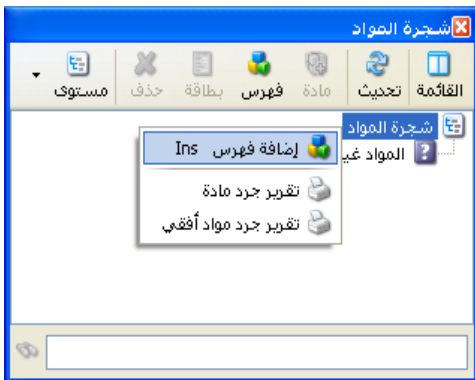 شجرة المواد
القائمة تحديث مادة فهرس بطاقة حذف مستوى
شجرة المواد
المواد غير
إضافة فهرس Ins
تقرير جرد مادة
تقرير جرد مواد أفقي